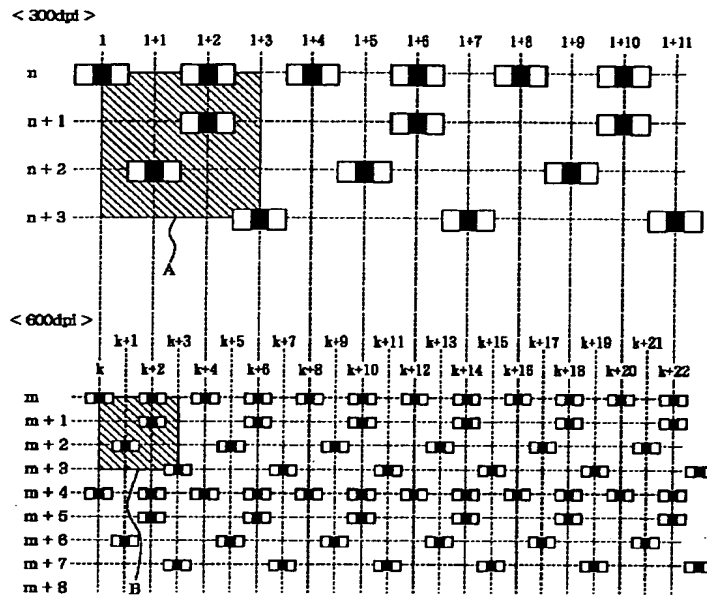 < 300dpi >
l l+1 l+2 l+3 l+4 l+5 l+6 l+7 l+8 l+9 l+10 l+11
n
n + 1
n + 2
n + 3
A
< 600dpi >
k+1 k+3 k+5 k+7 k+9 k+11 k+13 k+15 k+17 k+19 k+21
k k+2 k+4 k+6 k+8 k+10 k+12 k+14 k+16 k+18 k+20 k+22
m
m + 1
m + 2
m + 3
m + 4
m + 5
m + 6
m + 7
m + 8
B